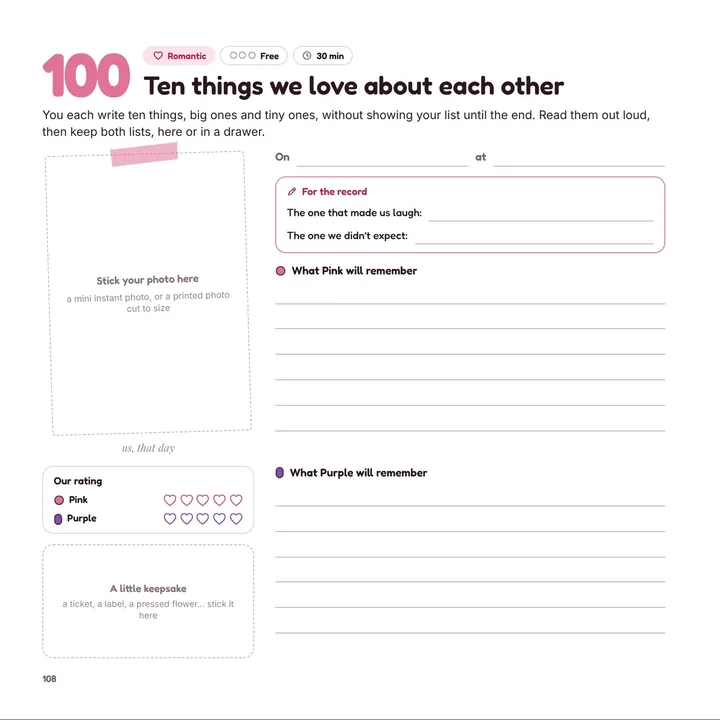 100
Romantic
Free
30 min
Ten things we love about each other
You each write ten things, big ones and tiny ones, without showing your list until the end. Read them out loud,
then keep both lists, here or in a drawer.
On at
For the record
The one that made us laugh:
The one we didn't expect:
Stick your photo here
a mini instant photo, or a printed photo
cut to size
us, that day
What Pink will remember
Our rating
Pink
Purple
What Purple will remember
A little keepsake
a ticket, a label, a pressed flower... stick it
here
108